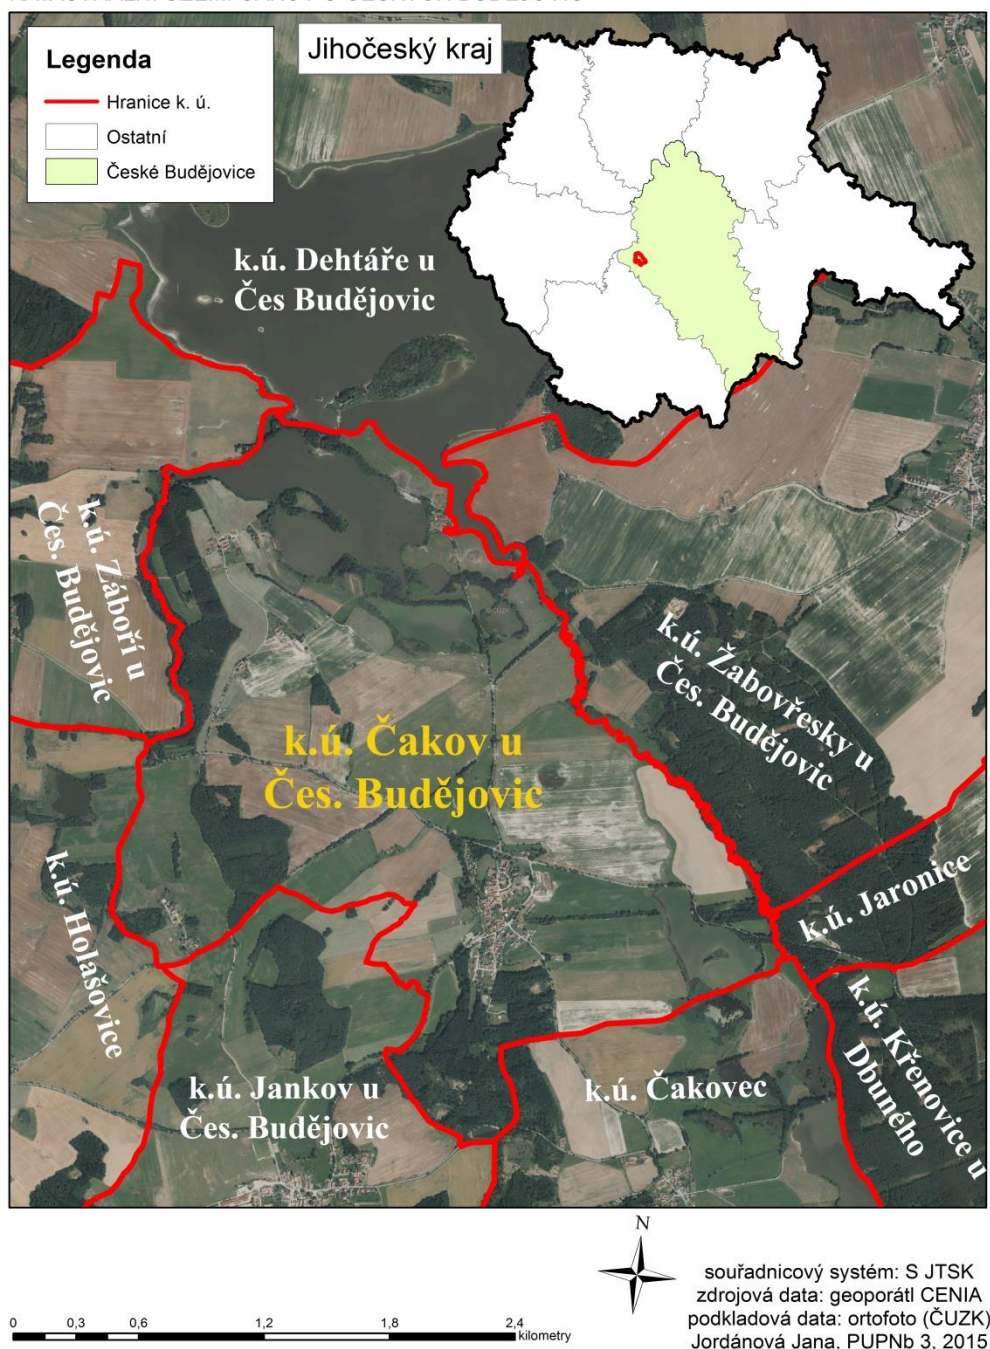 Legenda
Hranice k. ú.
Ostatní
České Budějovice
Jihočeský kraj
k.ú. Dehtáře u
Čes Budějovic
k.ú. Záboří u
Čes. Budějovic
k.ú. Žabovřesky u
Čes. Budějovic
k.ú. Čakov u
Čes. Budějovic
k.ú. Jaronice
k.ú. Holašovice
k.ú. Křenovice u
Dbuného
k.ú. Jankov u
Čes. Budějovic
k.ú. Čakovec
N
souřadnicový systém: S JTSK
zdrojová data: geoporátl CENIA
podkladová data: ortofoto (ČUZK)
Jordánová Jana, PUPNb 3, 2015
0 0,3 0,6 1,2 1,8 2,4
kilometry